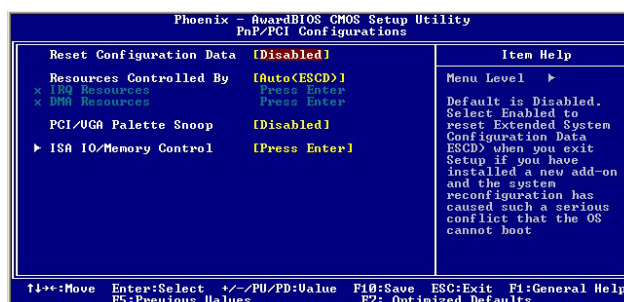 Phoenix - AwardBIOS CMOS Setup Utility
PnP/PCI Configurations
Reset Configuration Data [Disabled]
Resources Controlled By [Auto(ESCD)]
x IRQ Resources Press Enter
x DMA Resources Press Enter
PCI/VGA Palette Snoop [Disabled]
▶ ISA IO/Memory Control [Press Enter]
Item Help
Menu Level ▶
Default is Disabled.
Select Enabled to
reset Extended System
Configuration Data
ESCD) when you exit
Setup if you have
installed a new add-on
and the system
reconfiguration has
caused such a serious
conflict that the OS
cannot boot
↑↓→←:Move Enter:Select +/-/PU/PD:Value F10:Save ESC:Exit F1:General Help
F5:Previous Values F7: Optimized Defaults